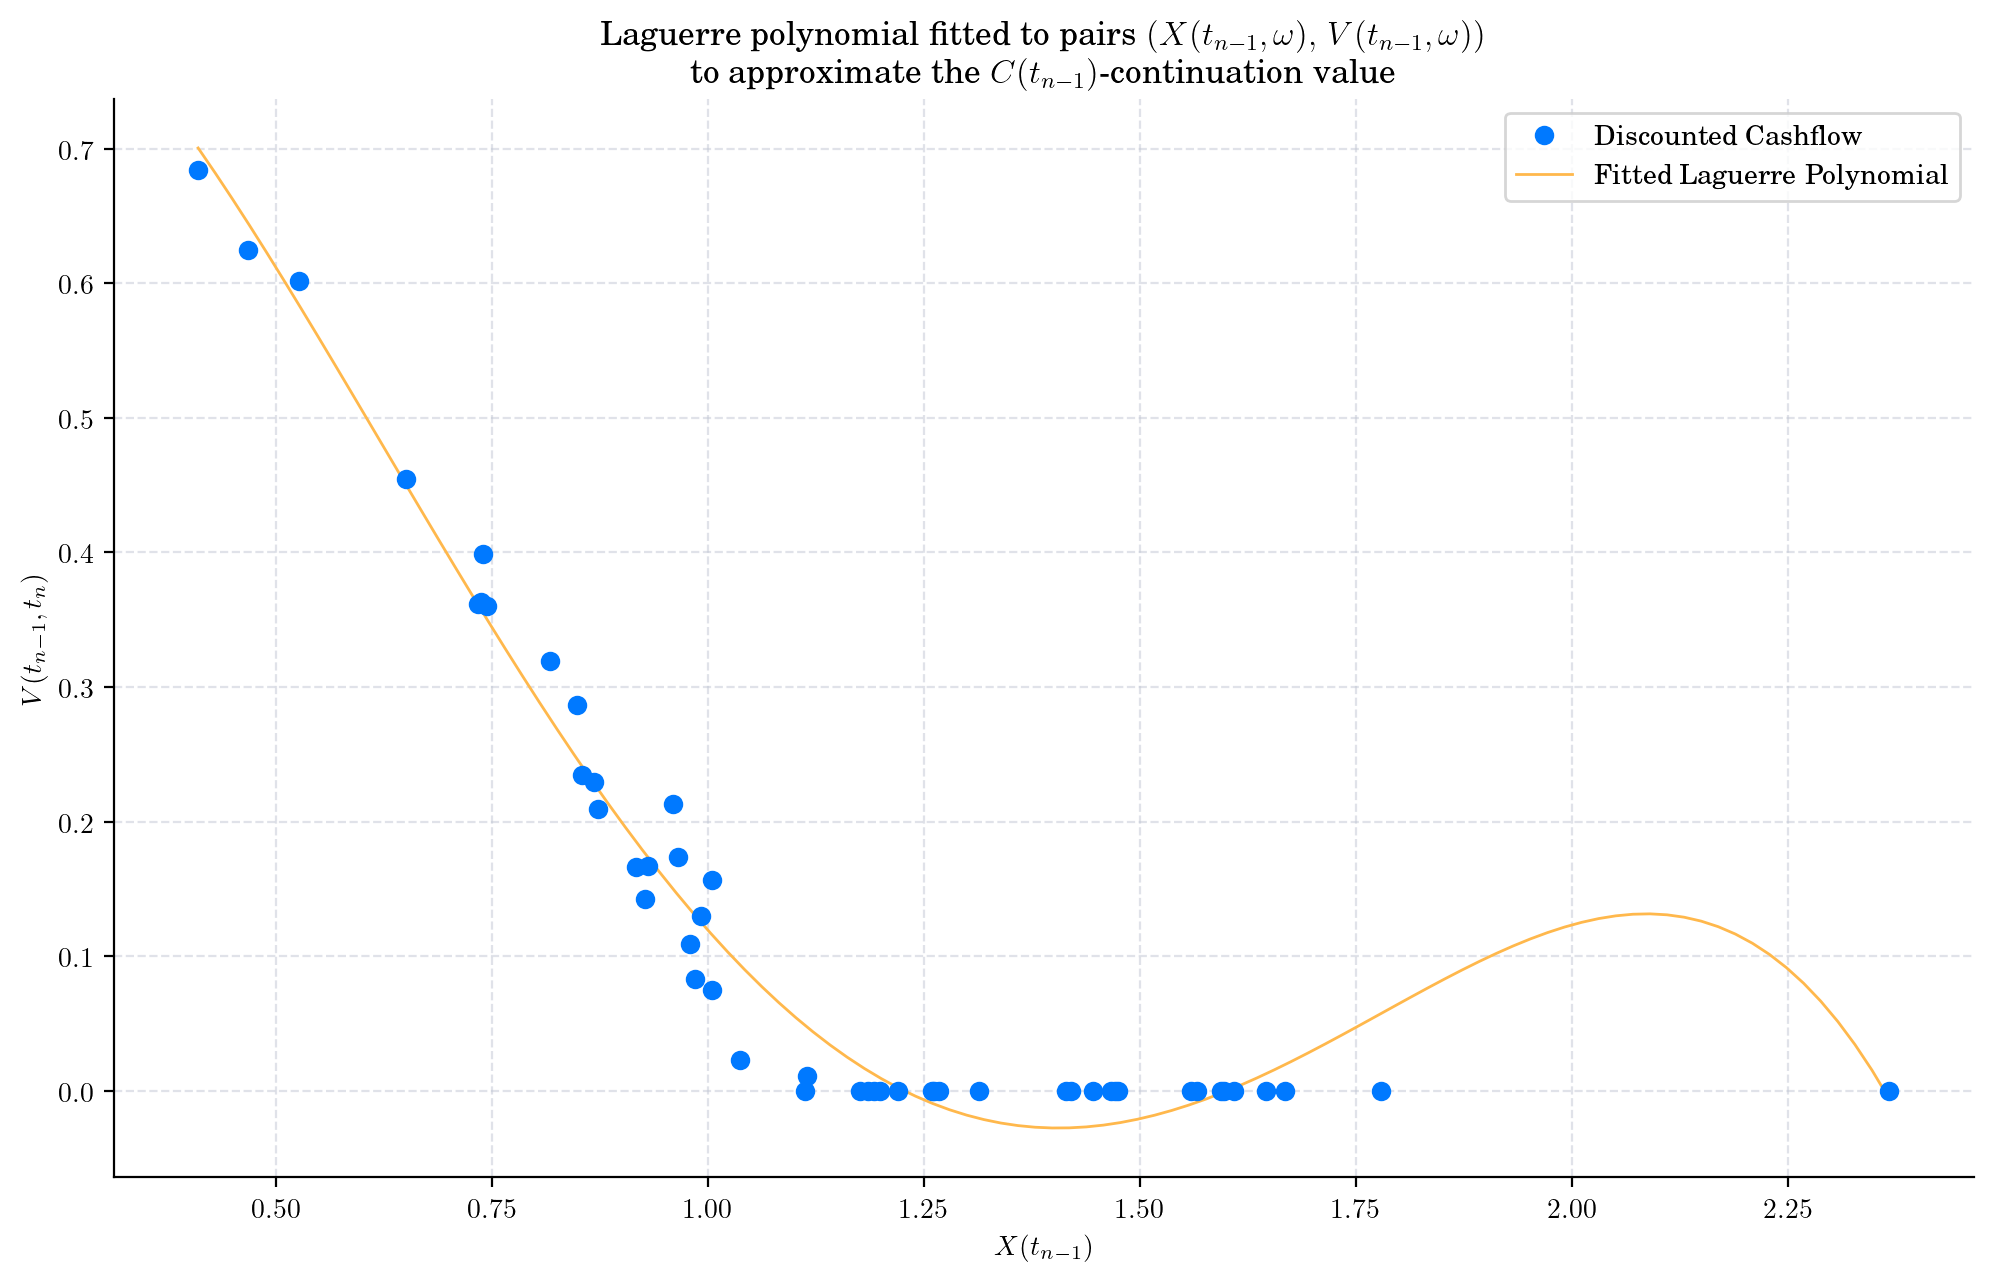 Laguerre polynomial fitted to pairs (X(tₙ₋₁, ω), V(tₙ₋₁, ω))
to approximate the C(tₙ₋₁)-continuation value
Discounted Cashflow
Fitted Laguerre Polynomial
0.7
0.6
0.5
0.4
0.3
0.2
0.1
0.0
V(tₙ₋₁, tₙ)
0.50 0.75 1.00 1.25 1.50 1.75 2.00 2.25
X(tₙ₋₁)